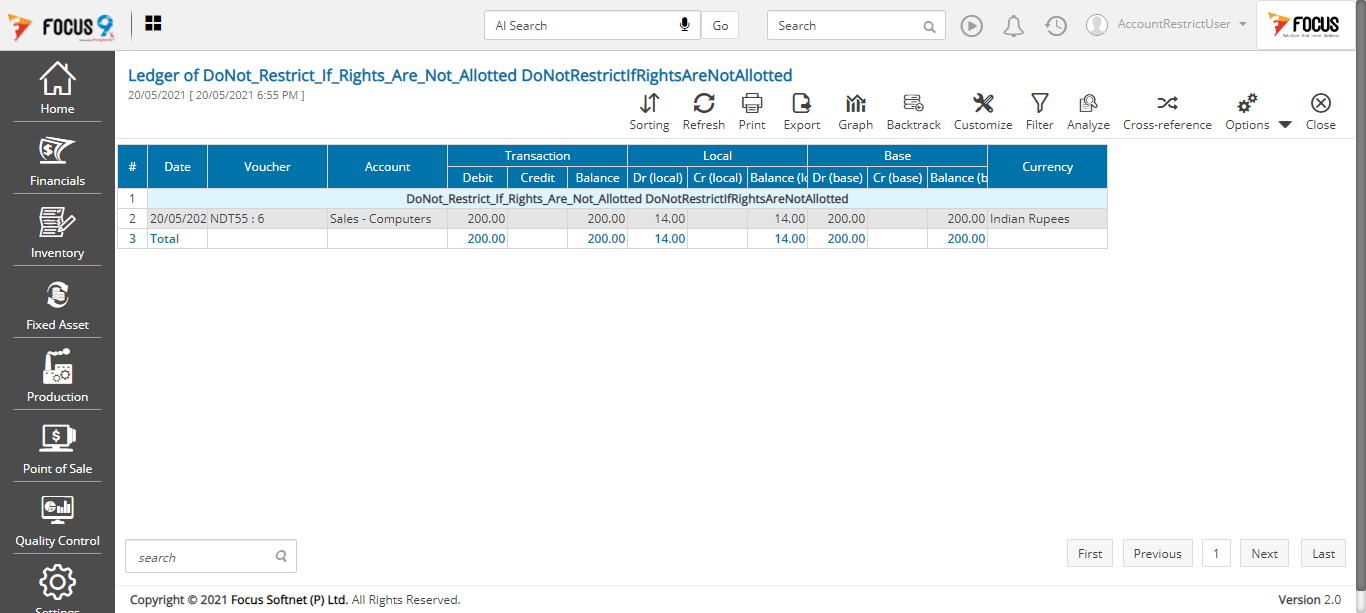 FOCUS 9
AI Search
Go
Search
AccountRestrictUser
FOCUS
Home
Financials
Inventory
Fixed Asset
Production
Point of Sale
Quality Control
Settings
Ledger of DoNot_Restrict_If_Rights_Are_Not_Allotted DoNotRestrictIfRightsAreNotAllotted
20/05/2021 [ 20/05/2021 6:55 PM ]
Sorting Refresh Print Export Graph Backtrack Customize Filter Analyze Cross-reference Options Close
Transaction Local Base
# Date Voucher Account Currency
Debit Credit Balance Dr (local) Cr (local) Balance (lo Dr (base) Cr (base) Balance (b
1 DoNot_Restrict_If_Rights_Are_Not_Allotted DoNotRestrictIfRightsAreNotAllotted
2 20/05/202 NDT55 : 6 Sales - Computers 200.00 200.00 14.00 14.00 200.00 200.00 Indian Rupees
3 Total 200.00 200.00 14.00 14.00 200.00 200.00
search
First Previous 1 Next Last
Copyright © 2021 Focus Softnet (P) Ltd. All Rights Reserved.
Version 2.0